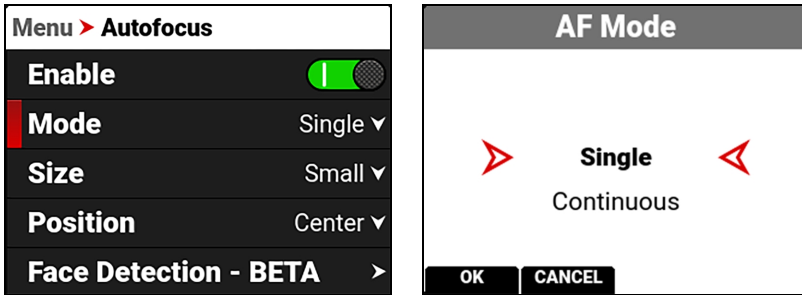 Menu Autofocus
Enable
Mode Single
Size Small
Position Center
Face Detection - BETA
AF Mode
Single
Continuous
OK CANCEL